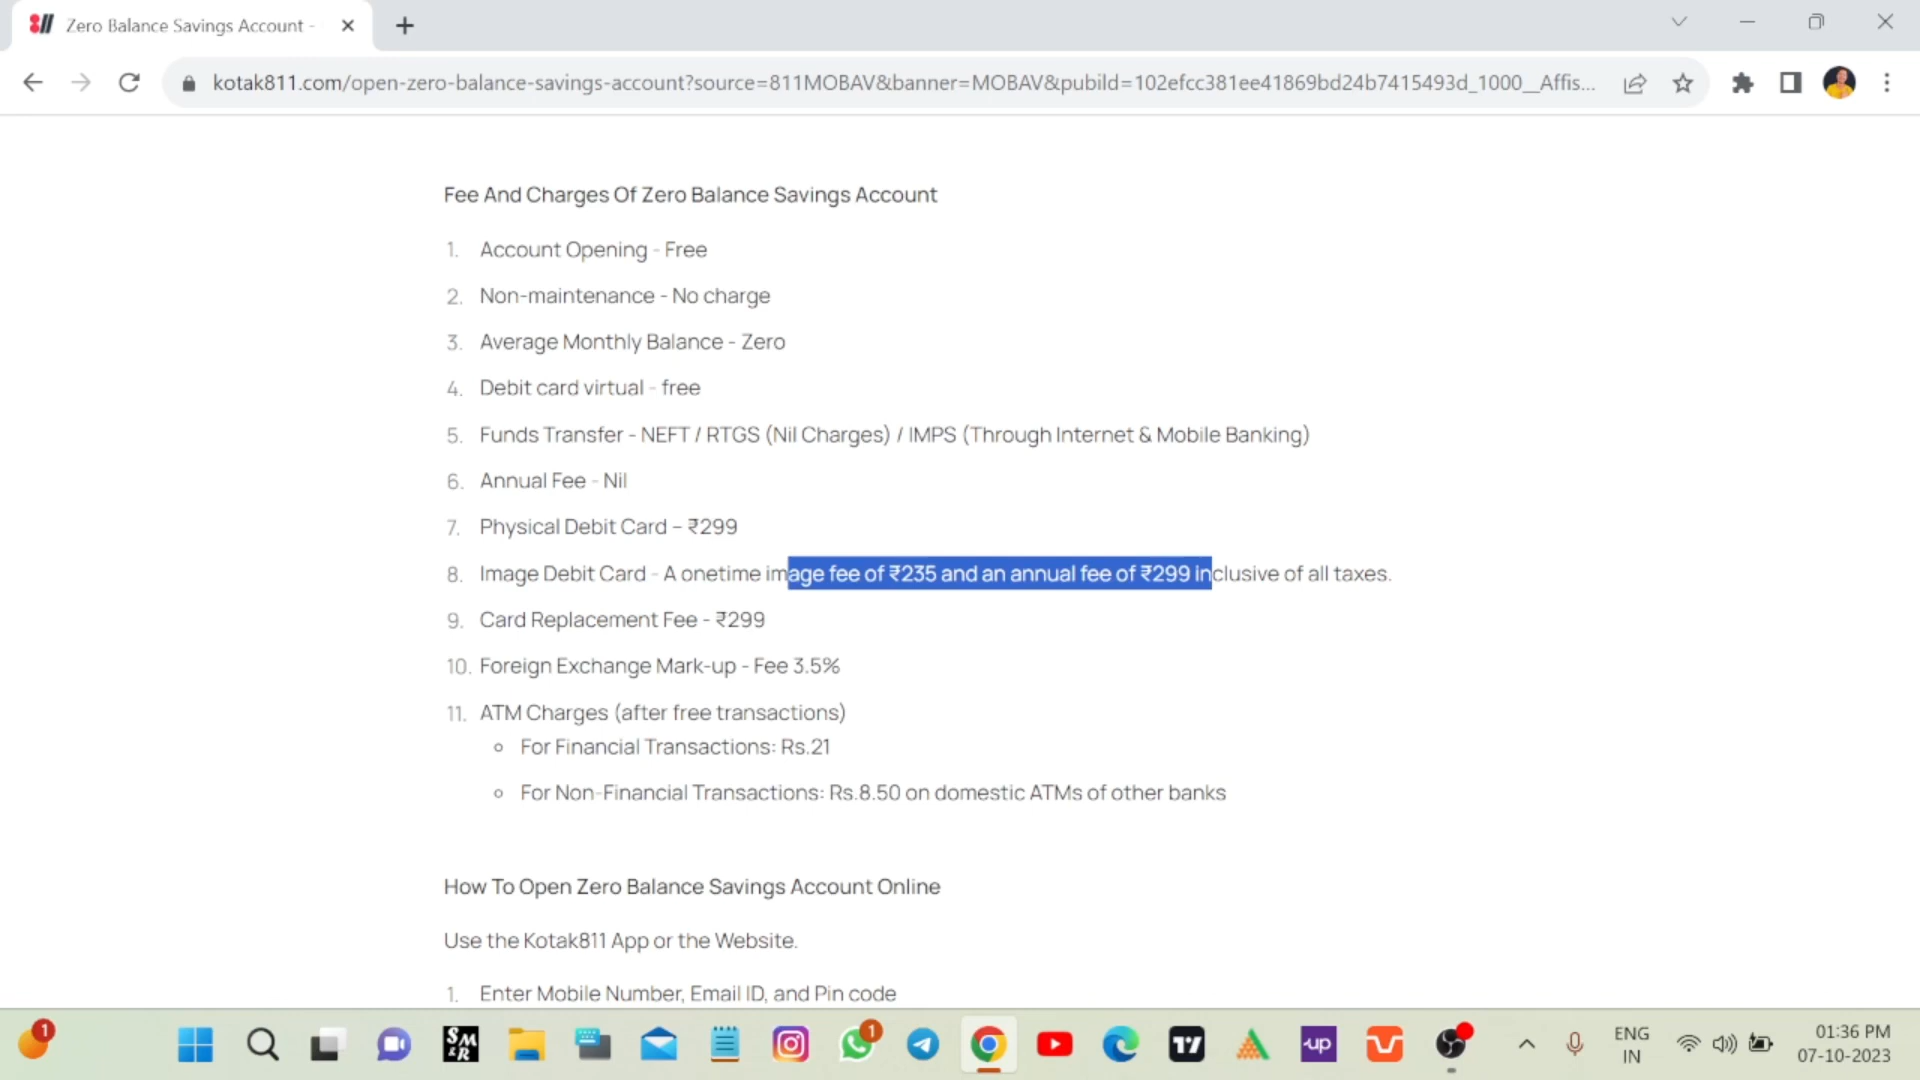 Zero Balance Savings Account -
kotak811.com/open-zero-balance-savings-account?source=811MOBAV&banner=MOBAV&pubild=102efcc381ee41869bd24b7415493d_1000__Affis...
Fee And Charges Of Zero Balance Savings Account
1. Account Opening - Free
2. Non-maintenance - No charge
3. Average Monthly Balance - Zero
4. Debit card virtual - free
5. Funds Transfer - NEFT / RTGS (Nil Charges) / IMPS (Through Internet & Mobile Banking)
6. Annual Fee - Nil
7. Physical Debit Card – ₹299
8. Image Debit Card - A onetime image fee of ₹235 and an annual fee of ₹299 inclusive of all taxes.
9. Card Replacement Fee - ₹299
10. Foreign Exchange Mark-up - Fee 3.5%
11. ATM Charges (after free transactions)
For Financial Transactions: Rs.21
For Non-Financial Transactions: Rs.8.50 on domestic ATMs of other banks
How To Open Zero Balance Savings Account Online
Use the Kotak811 App or the Website.
1. Enter Mobile Number, Email ID, and Pin code
1
SM&R
1
up
ENG
IN
01:36 PM
07-10-2023